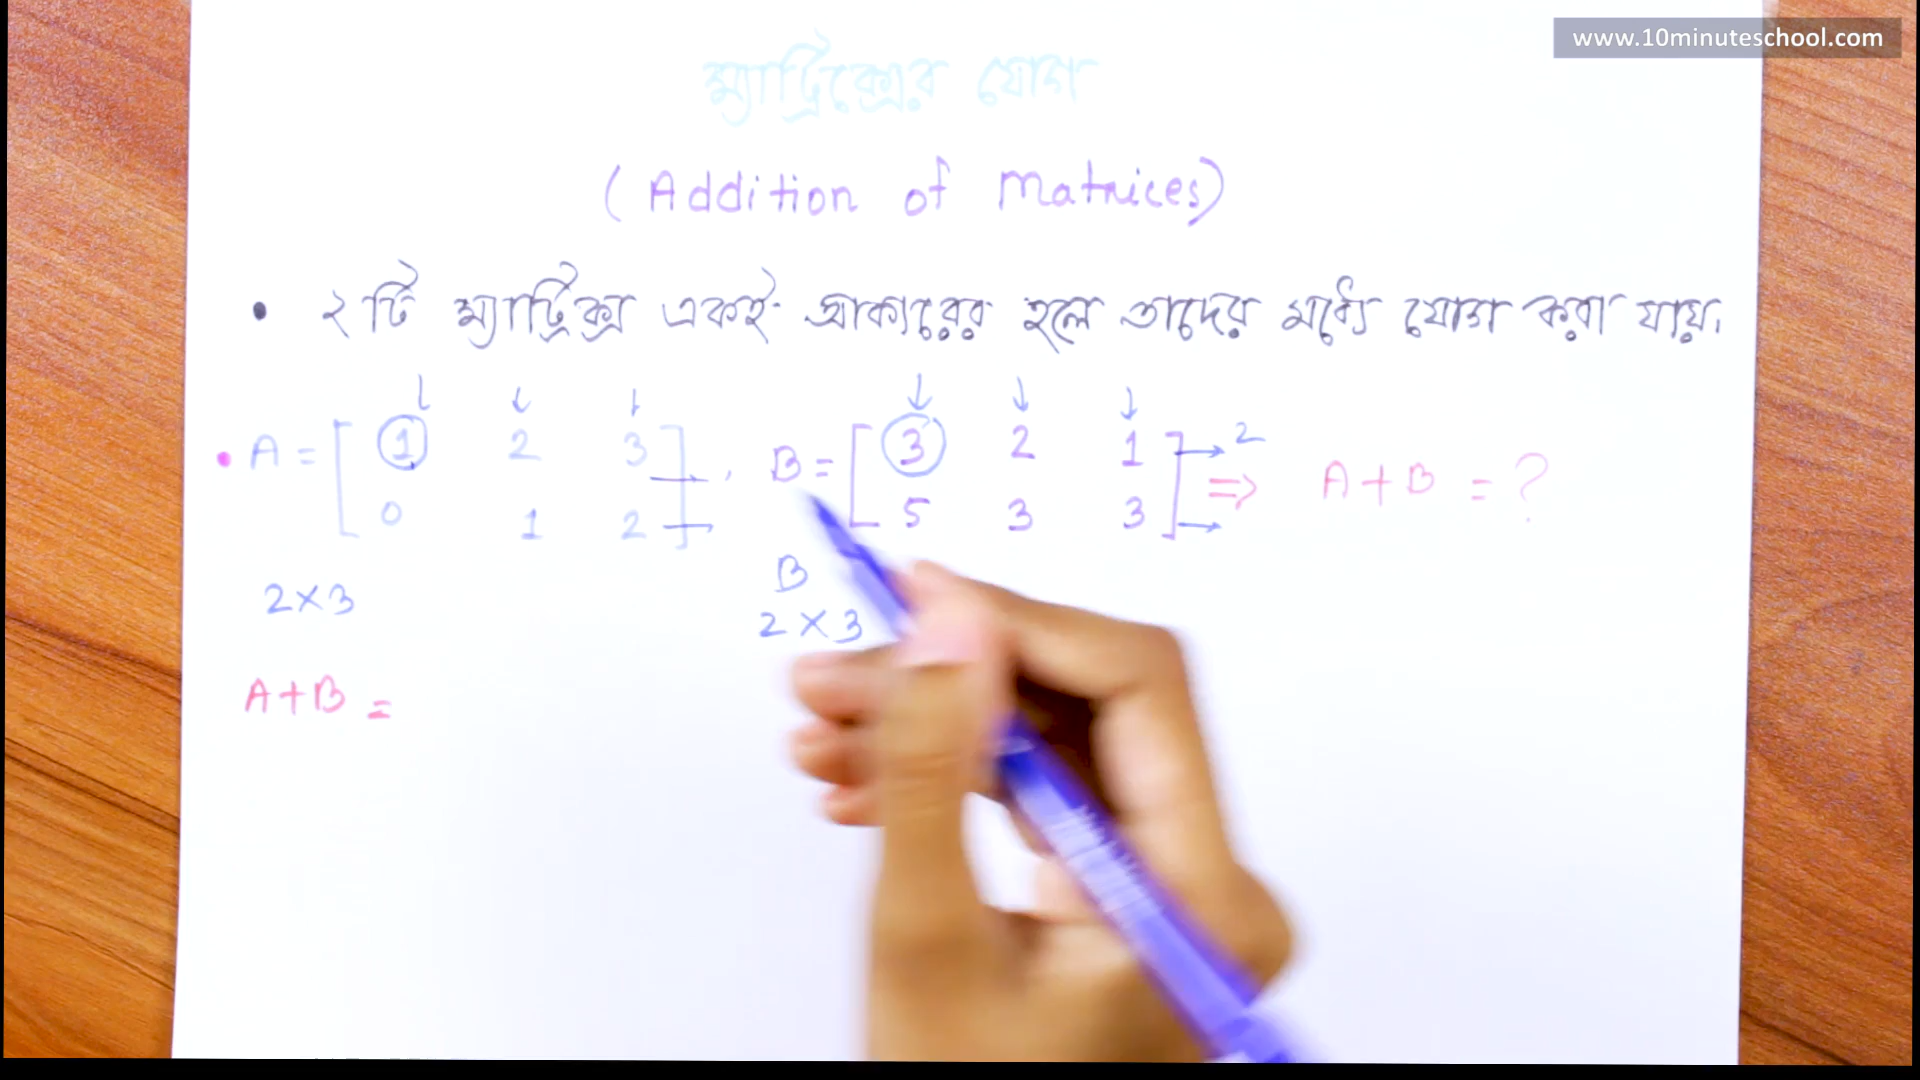 www.10minuteschool.com
ম্যাট্রিক্সের যোগ
(Addition of Matrices)
• ২টি ম্যাট্রিক্স একই আকারের হলে তাদের মধ্যে যোগ করা যায়।
• A = [ 1 2 3 ] , B = [ 3 2 1 ] → 2 ⇒ A + B = ?
0 1 2 5 3 3
2×3 B
2 × 3
A + B =